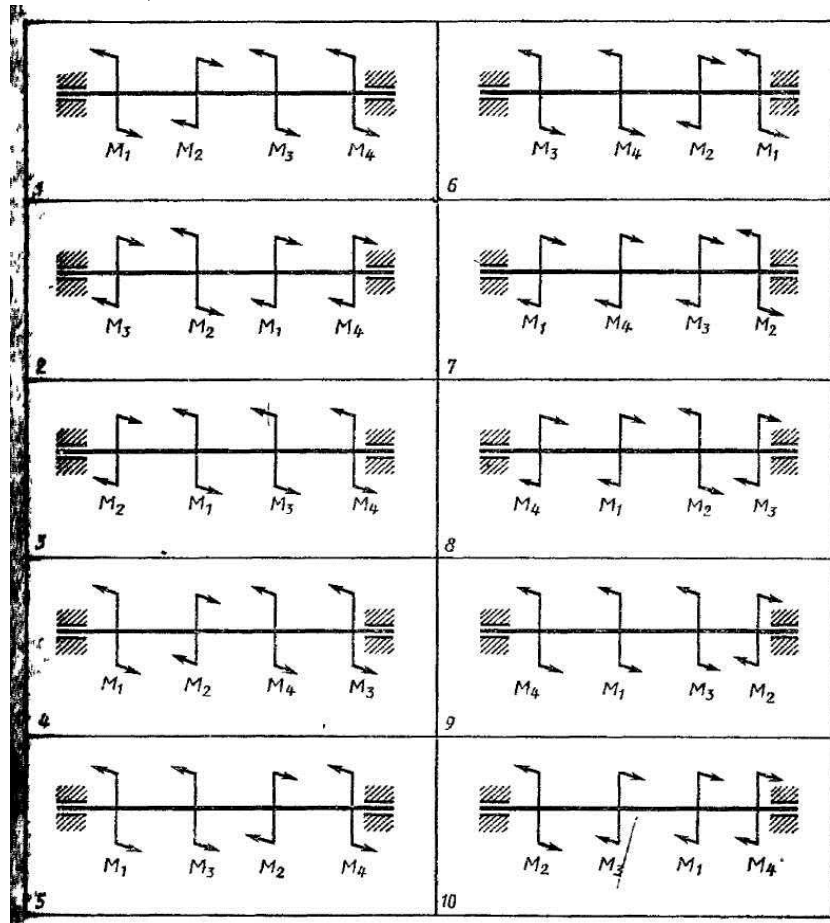 M₁ M₂ M₃ M₄
1
M₃ M₄ M₂ M₁
6
M₃ M₂ M₁ M₄
2
M₁ M₄ M₃ M₂
7
M₂ M₁ M₃ M₄
3
M₄ M₁ M₂ M₃
8
M₁ M₂ M₄ M₃
4
M₄ M₁ M₃ M₂
9
M₁ M₃ M₂ M₄
5
M₂ M₃ M₁ M₄
10